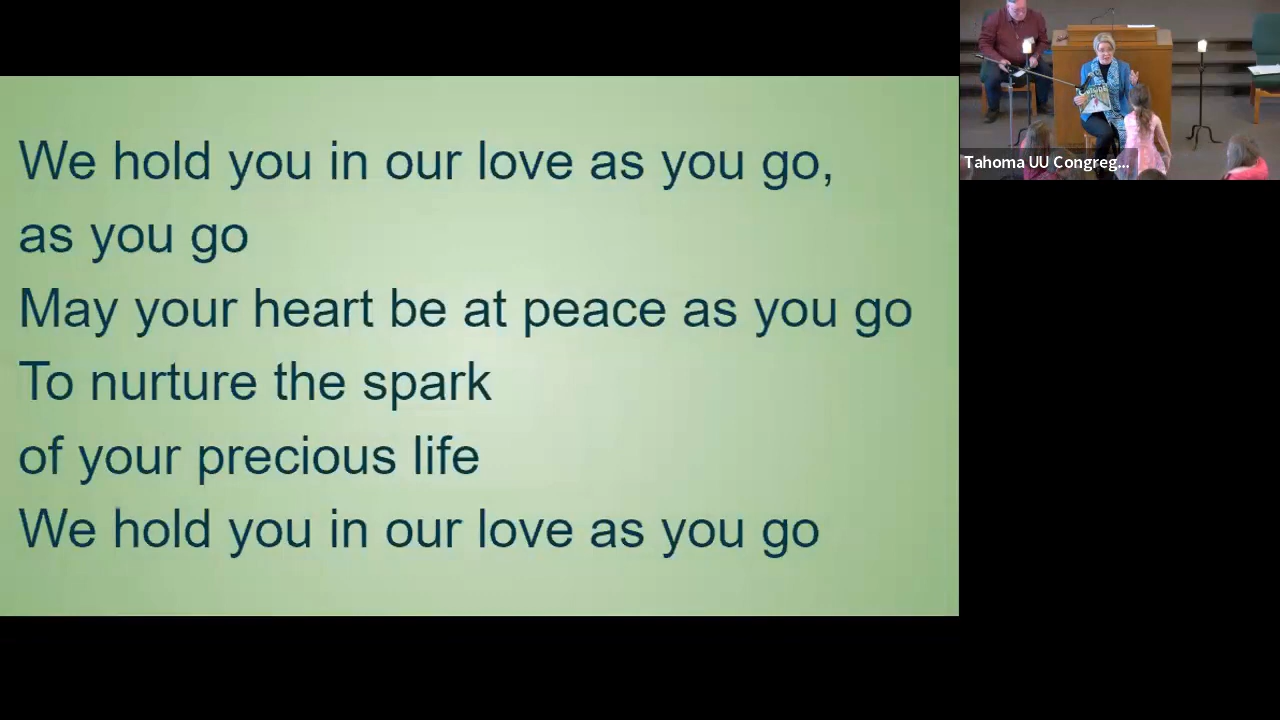 We hold you in our love as you go,
as you go
May your heart be at peace as you go
To nurture the spark
of your precious life
We hold you in our love as you go
Tahoma UU Congreg...